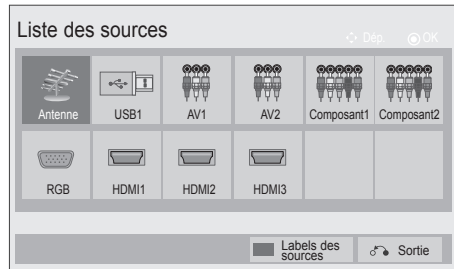 Liste des sources
Dép. OK
Antenne USB1 AV1 AV2 Composant1 Composant2
RGB HDMI1 HDMI2 HDMI3
Labels des
sources
Sortie